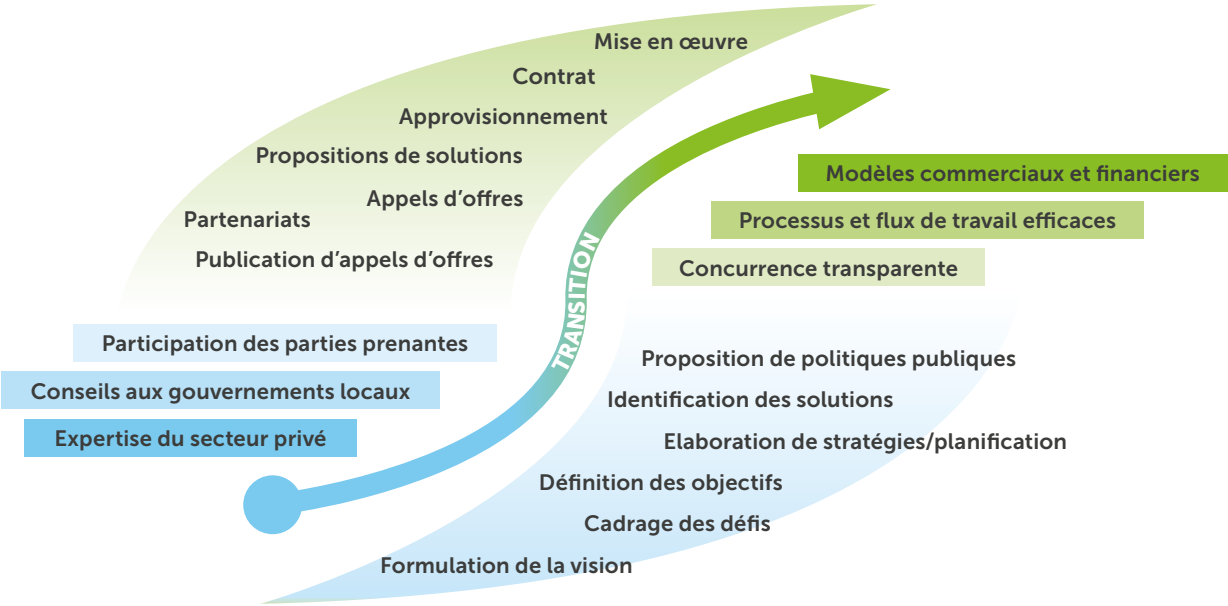 Mise en œuvre
Contrat
Approvisionnement
Propositions de solutions
Appels d’offres
Partenariats
Publication d’appels d’offres
Modèles commerciaux et financiers
Processus et flux de travail efficaces
Concurrence transparente
TRANSITION
Participation des parties prenantes
Conseils aux gouvernements locaux
Expertise du secteur privé
Proposition de politiques publiques
Identification des solutions
Elaboration de stratégies/planification
Définition des objectifs
Cadrage des défis
Formulation de la vision